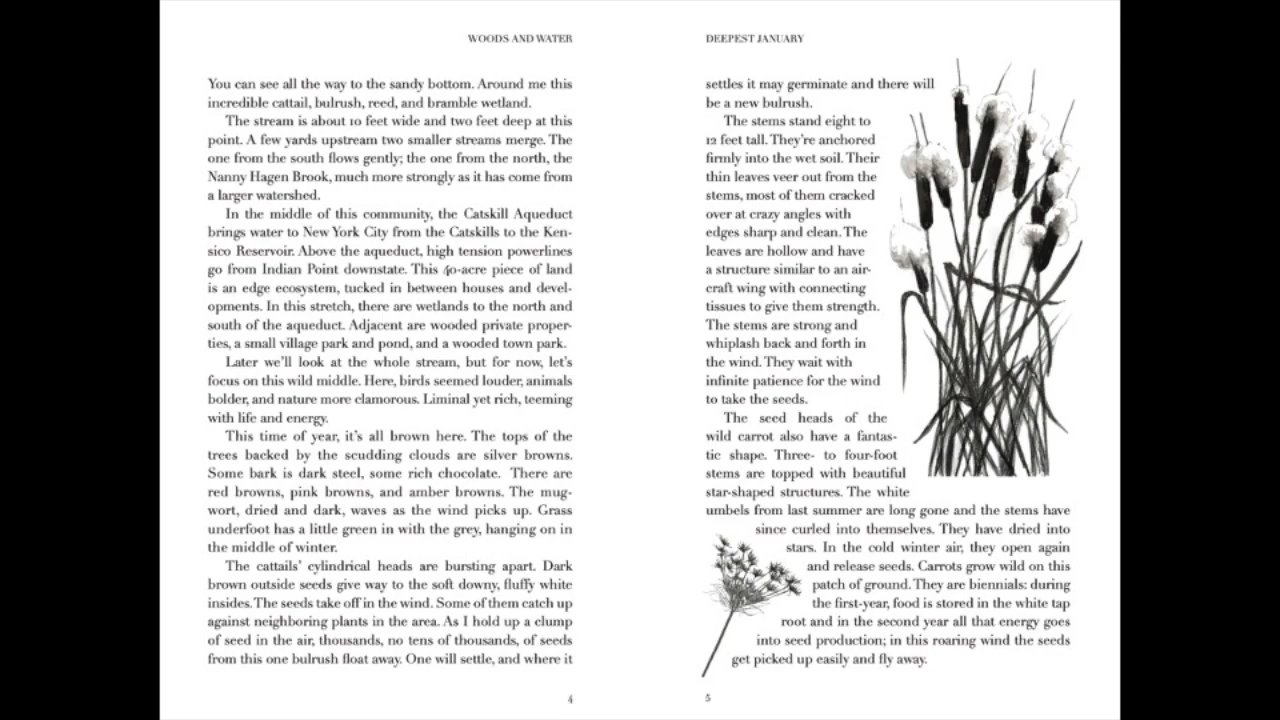 WOODS AND WATER
You can see all the way to the sandy bottom. Around me this
incredible cattail, bulrush, reed, and bramble wetland.
The stream is about 10 feet wide and two feet deep at this
point. A few yards upstream two smaller streams merge. The
one from the south flows gently; the one from the north, the
Nanny Hagen Brook, much more strongly as it has come from
a larger watershed.
In the middle of this community, the Catskill Aqueduct
brings water to New York City from the Catskills to the Ken-
sico Reservoir. Above the aqueduct, high tension powerlines
go from Indian Point downstate. This 40-acre piece of land
is an edge ecosystem, tucked in between houses and devel-
opments. In this stretch, there are wetlands to the north and
south of the aqueduct. Adjacent are wooded private proper-
ties, a small village park and pond, and a wooded town park.
Later we'll look at the whole stream, but for now, let's
focus on this wild middle. Here, birds seemed louder, animals
bolder, and nature more clamorous. Liminal yet rich, teeming
with life and energy.
This time of year, it's all brown here. The tops of the
trees backed by the scudding clouds are silver browns.
Some bark is dark steel, some rich chocolate. There are
red browns, pink browns, and amber browns. The mug-
wort, dried and dark, waves as the wind picks up. Grass
underfoot has a little green in with the grey, hanging on in
the middle of winter.
The cattails' cylindrical heads are bursting apart. Dark
brown outside seeds give way to the soft downy, fluffy white
insides.The seeds take off in the wind. Some of them catch up
against neighboring plants in the area. As I hold up a clump
of seed in the air, thousands, no tens of thousands, of seeds
from this one bulrush float away. One will settle, and where it
4
DEEPEST JANUARY
settles it may germinate and there will
be a new bulrush.
The stems stand eight to
12 feet tall. They're anchored
firmly into the wet soil. Their
thin leaves veer out from the
stems, most of them cracked
over at crazy angles with
edges sharp and clean. The
leaves are hollow and have
a structure similar to an air-
craft wing with connecting
tissues to give them strength.
The stems are strong and
whiplash back and forth in
the wind. They wait with
infinite patience for the wind
to take the seeds.
The seed heads of the
wild carrot also have a fantas-
tic shape. Three- to four-foot
stems are topped with beautiful
star-shaped structures. The white
umbels from last summer are long gone and the stems have
since curled into themselves. They have dried into
stars. In the cold winter air, they open again
and release seeds. Carrots grow wild on this
patch of ground. They are biennials: during
the first-year, food is stored in the white tap
root and in the second year all that energy goes
into seed production; in this roaring wind the seeds
get picked up easily and fly away.
5